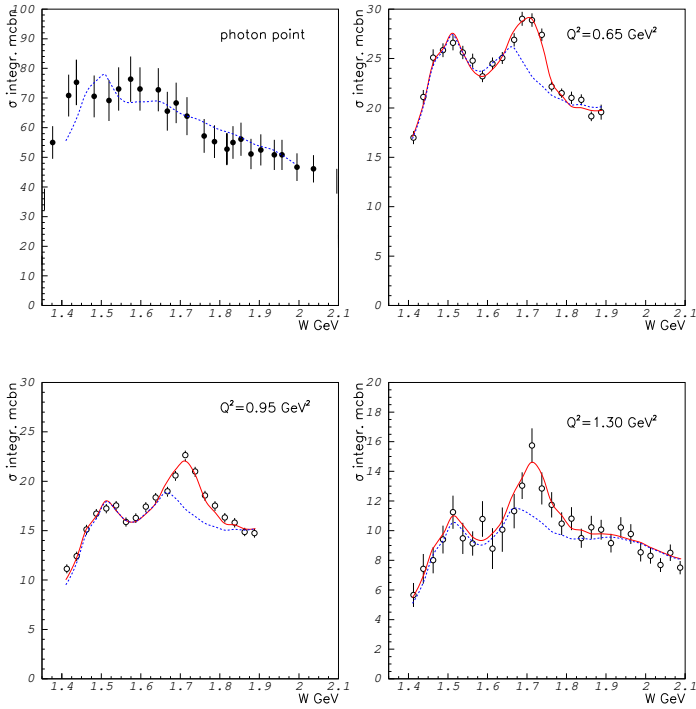 σ integr. mcbn
100
90
80
70
60
50
40
30
20
10
0
photon point
1.4 1.5 1.6 1.7 1.8 1.9 2 2.1
W GeV
σ integr. mcbn
30
25
20
15
10
5
0
Q²=0.65 GeV²
1.4 1.5 1.6 1.7 1.8 1.9 2 2.1
W GeV
σ integr. mcbn
30
25
20
15
10
5
0
Q²=0.95 GeV²
1.4 1.5 1.6 1.7 1.8 1.9 2 2.1
W GeV
σ integr. mcbn
20
18
16
14
12
10
8
6
4
2
0
Q²=1.30 GeV²
1.4 1.5 1.6 1.7 1.8 1.9 2 2.1
W GeV